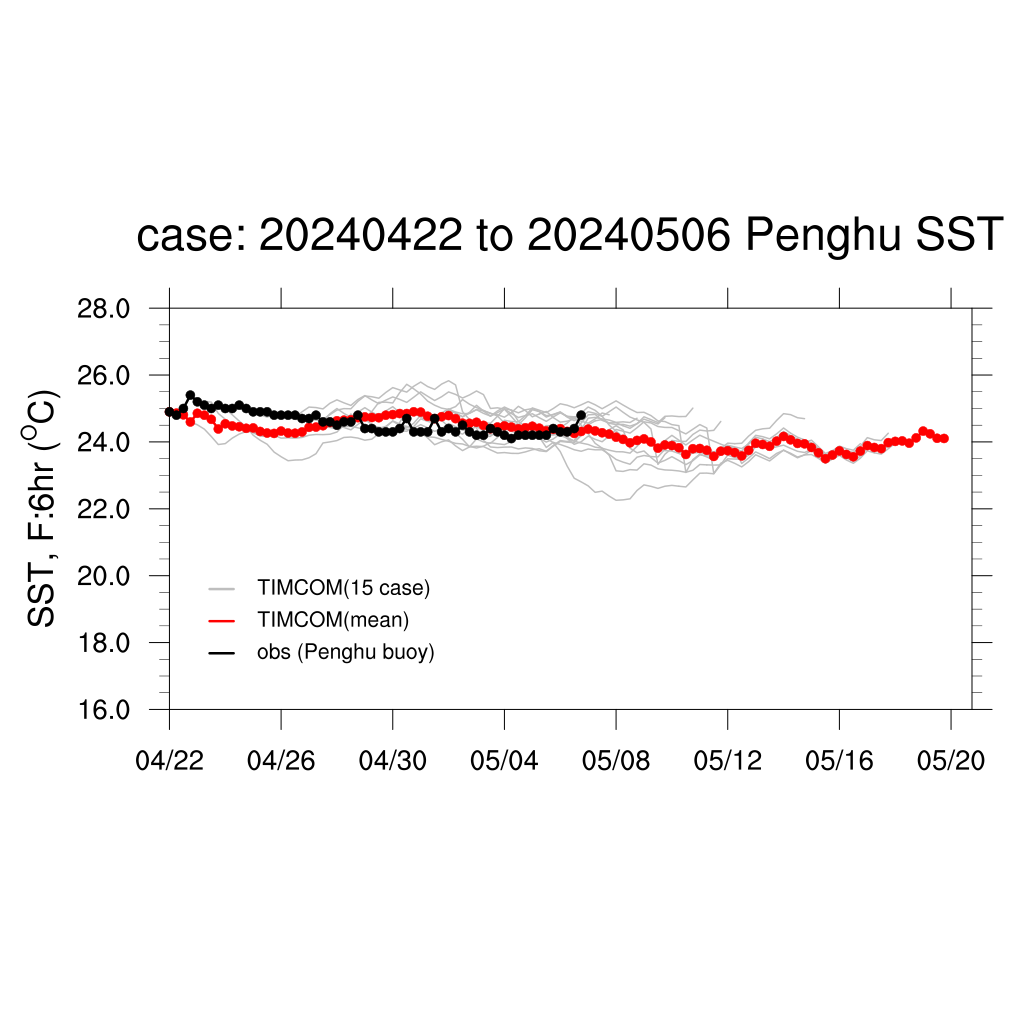 case: 20240422 to 20240506 Penghu SST
SST, F:6hr (°C)
28.0
26.0
24.0
22.0
20.0
18.0
16.0
TIMCOM(15 case)
TIMCOM(mean)
obs (Penghu buoy)
04/22 04/26 04/30 05/04 05/08 05/12 05/16 05/20